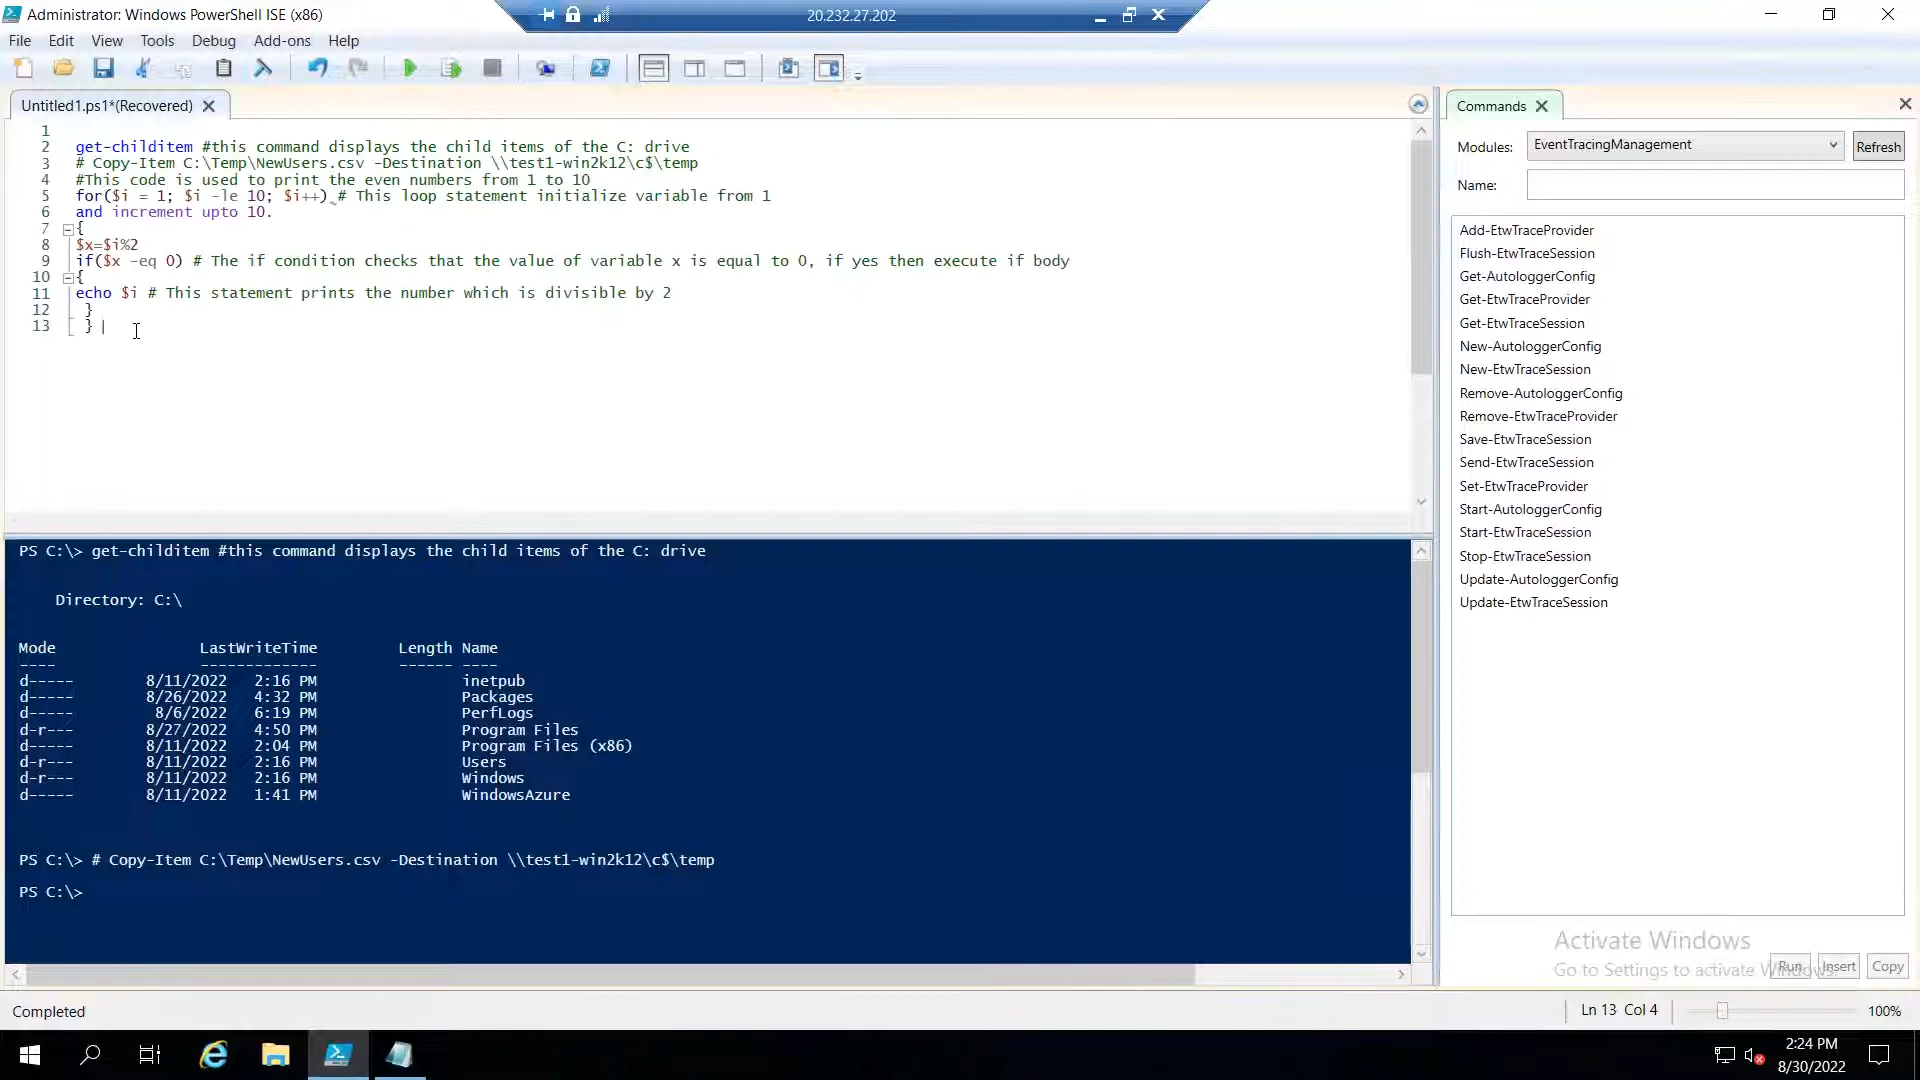 Administrator: Windows PowerShell ISE (x86)
20.232.27.202
File Edit View Tools Debug Add-ons Help
Untitled1.ps1*(Recovered)
1
2 get-childitem #this command displays the child items of the C: drive
3 # Copy-Item C:\Temp\NewUsers.csv -Destination \\test1-win2k12\c$\temp
4 #This code is used to print the even numbers from 1 to 10
5 for($i = 1; $i -le 10; $i++) # This loop statement initialize variable from 1
6 and increment upto 10.
7 {
8 $x=$i%2
9 if($x -eq 0) # The if condition checks that the value of variable x is equal to 0, if yes then execute if body
10 {
11 echo $i # This statement prints the number which is divisible by 2
12 }
13 }
PS C:\> get-childitem #this command displays the child items of the C: drive
Directory: C:\
Mode LastWriteTime Length Name
---- ------------- ------ ----
d----- 8/11/2022 2:16 PM inetpub
d----- 8/26/2022 4:32 PM Packages
d----- 8/6/2022 6:19 PM PerfLogs
d-r--- 8/27/2022 4:50 PM Program Files
d----- 8/11/2022 2:04 PM Program Files (x86)
d-r--- 8/11/2022 2:16 PM Users
d-r--- 8/11/2022 2:16 PM Windows
d----- 8/11/2022 1:41 PM WindowsAzure
PS C:\> # Copy-Item C:\Temp\NewUsers.csv -Destination \\test1-win2k12\c$\temp
PS C:\>
Commands
Modules: EventTracingManagement Refresh
Name:
Add-EtwTraceProvider
Flush-EtwTraceSession
Get-AutologgerConfig
Get-EtwTraceProvider
Get-EtwTraceSession
New-AutologgerConfig
New-EtwTraceSession
Remove-AutologgerConfig
Remove-EtwTraceProvider
Save-EtwTraceSession
Send-EtwTraceSession
Set-EtwTraceProvider
Start-AutologgerConfig
Start-EtwTraceSession
Stop-EtwTraceSession
Update-AutologgerConfig
Update-EtwTraceSession
Activate Windows
Go to Settings to activate Windows.
Run Insert Copy
Completed
Ln 13 Col 4
100%
2:24 PM
8/30/2022